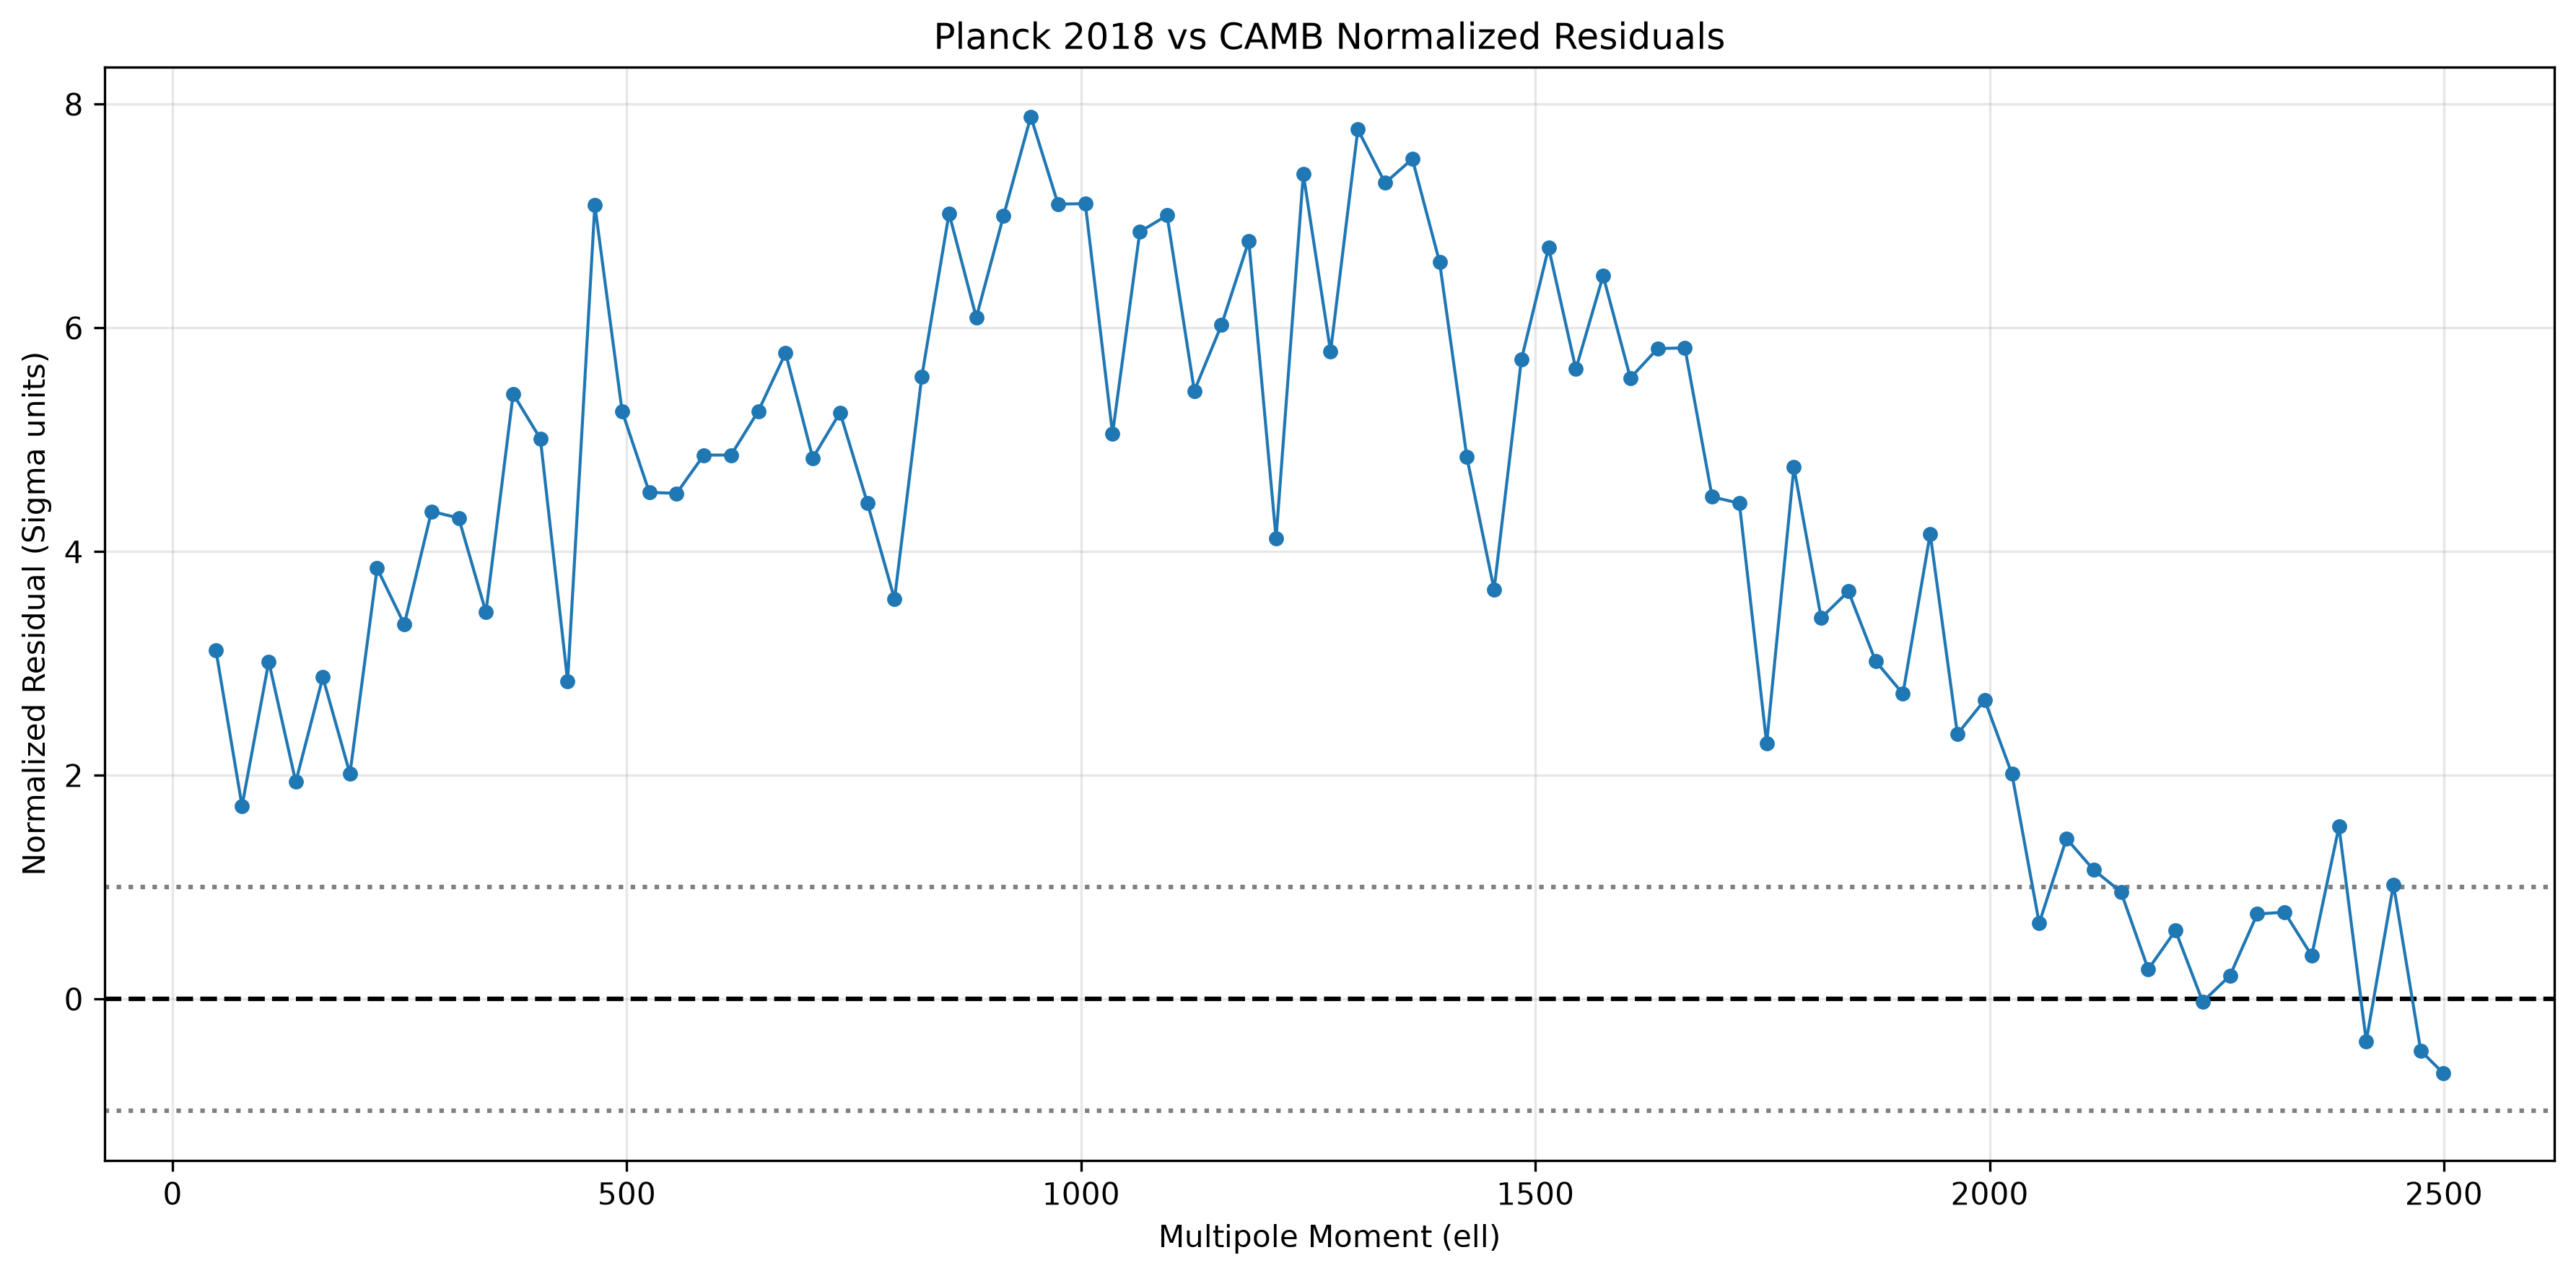 Planck 2018 vs CAMB Normalized Residuals
Normalized Residual (Sigma units)
8
6
4
2
0
0 500 1000 1500 2000 2500
Multipole Moment (ell)